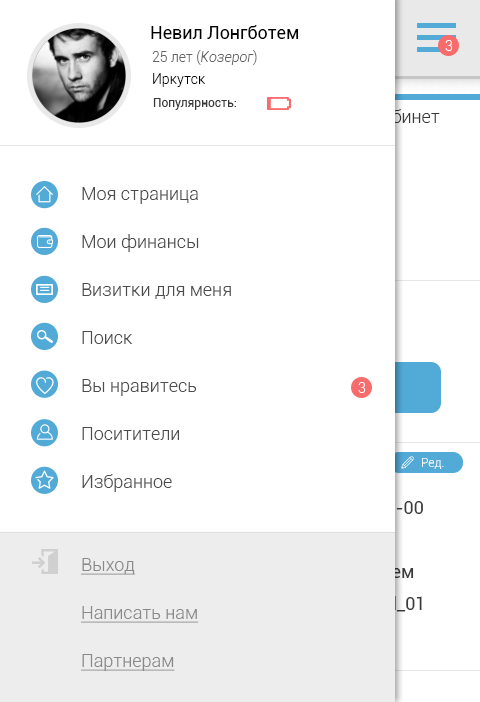 Невил Лонгботем
25 лет (Козерог)
Иркутск
Популярность:
3
бинет
Моя страница
Мои финансы
Визитки для меня
Поиск
Вы нравитесь 3
Поситители
Избранное
Ред.
-00
ем
_01
Выход
Написать нам
Партнерам